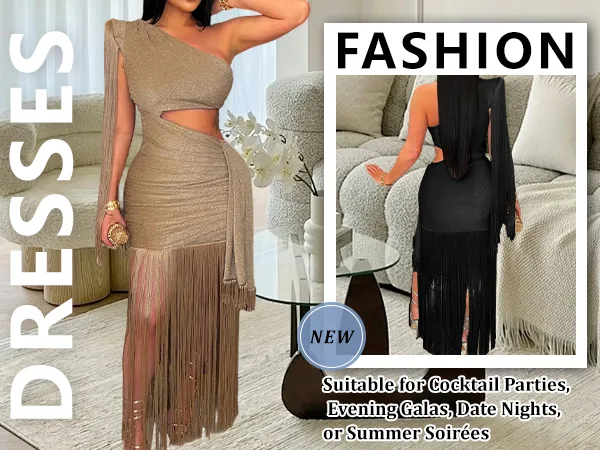 DRESSES
FASHION
NEW
Suitable for Cocktail Parties,
Evening Galas, Date Nights,
or Summer Soirées